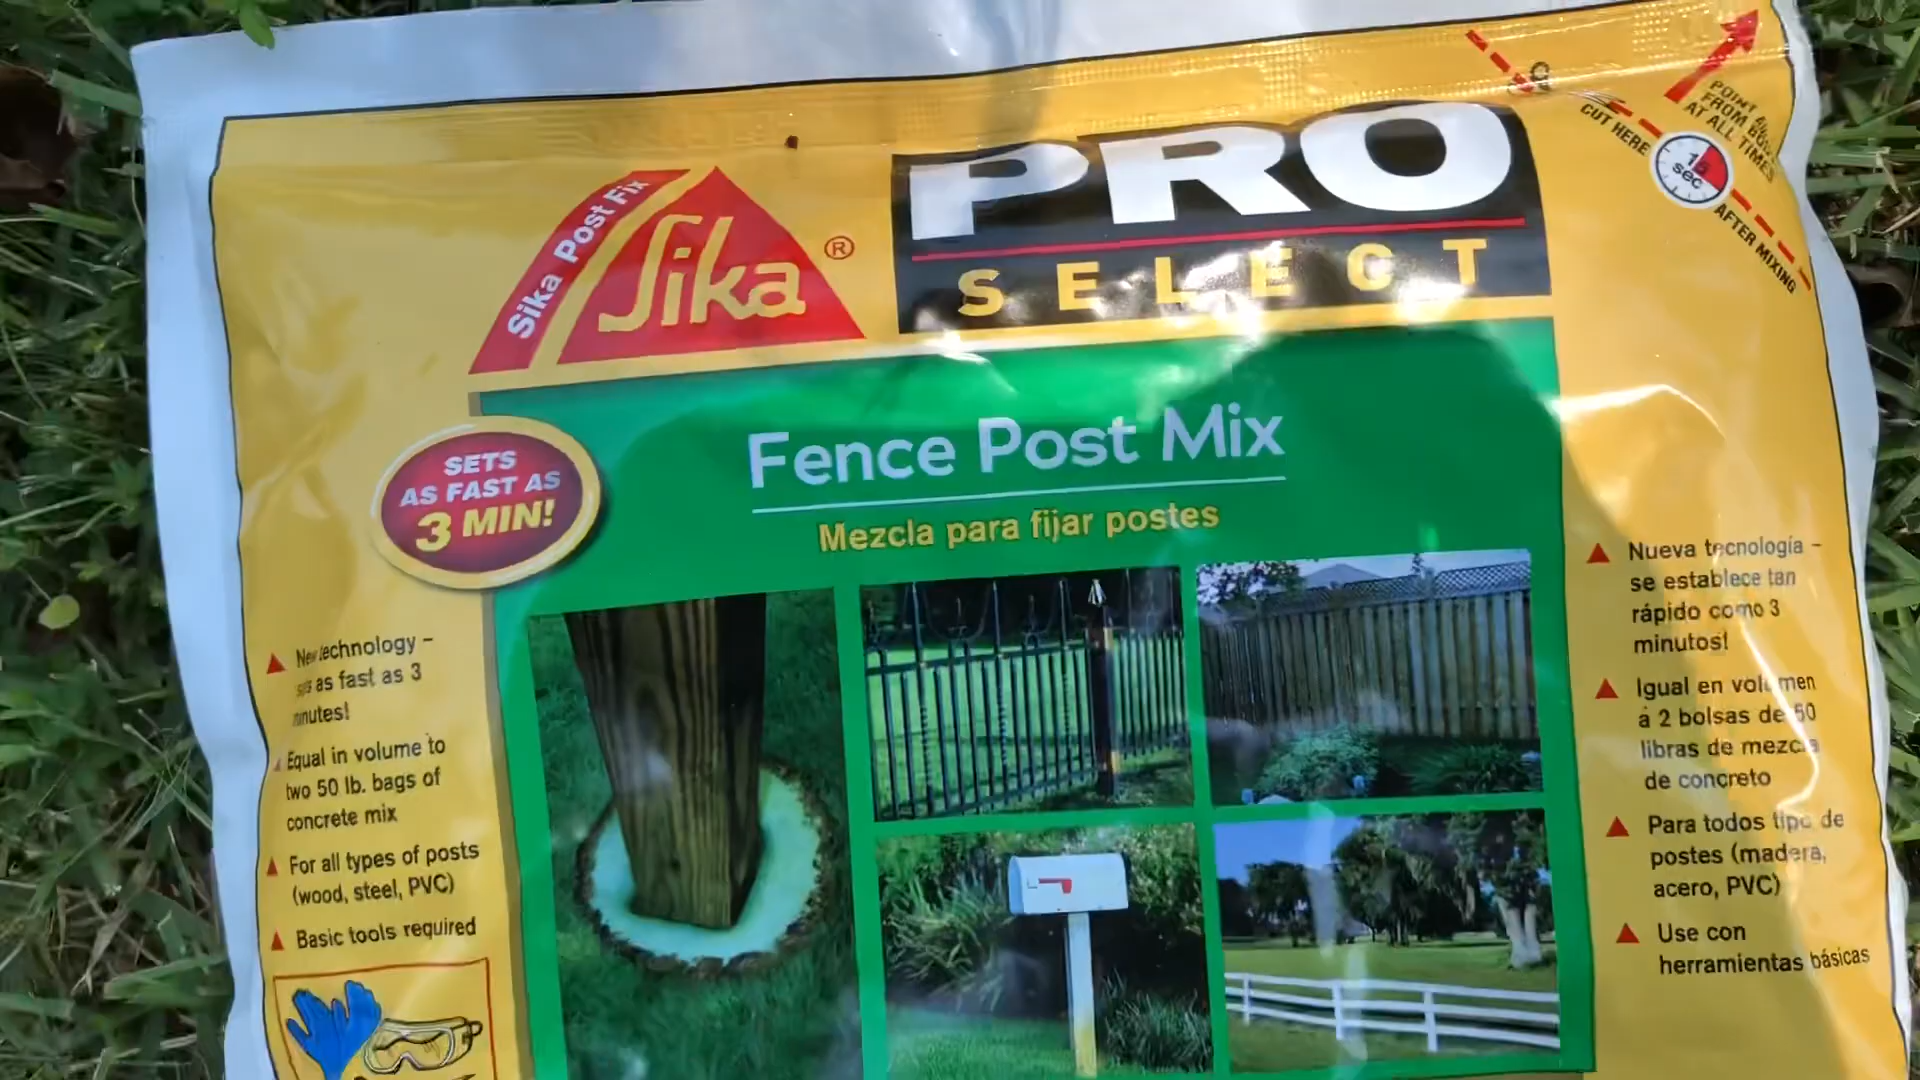 Sika Post Fix
Sika®
PRO
SELECT
CUT HERE
15
sec
AFTER MIXING
POINT
FROM
AT ALL TIMES
Fence Post Mix
Mezcla para fijar postes
SETS
AS FAST AS
3 MIN!
New technology –
as fast as 3
minutes!
Equal in volume to
two 50 lb. bags of
concrete mix
For all types of posts
(wood, steel, PVC)
Basic tools required
Nueva tecnología –
se establece tan
rápido como 3
minutos!
Igual en volumen
a 2 bolsas de 50
libras de mezcla
de concreto
Para todos tipo de
postes (madera,
acero, PVC)
Use con
herramientas básicas